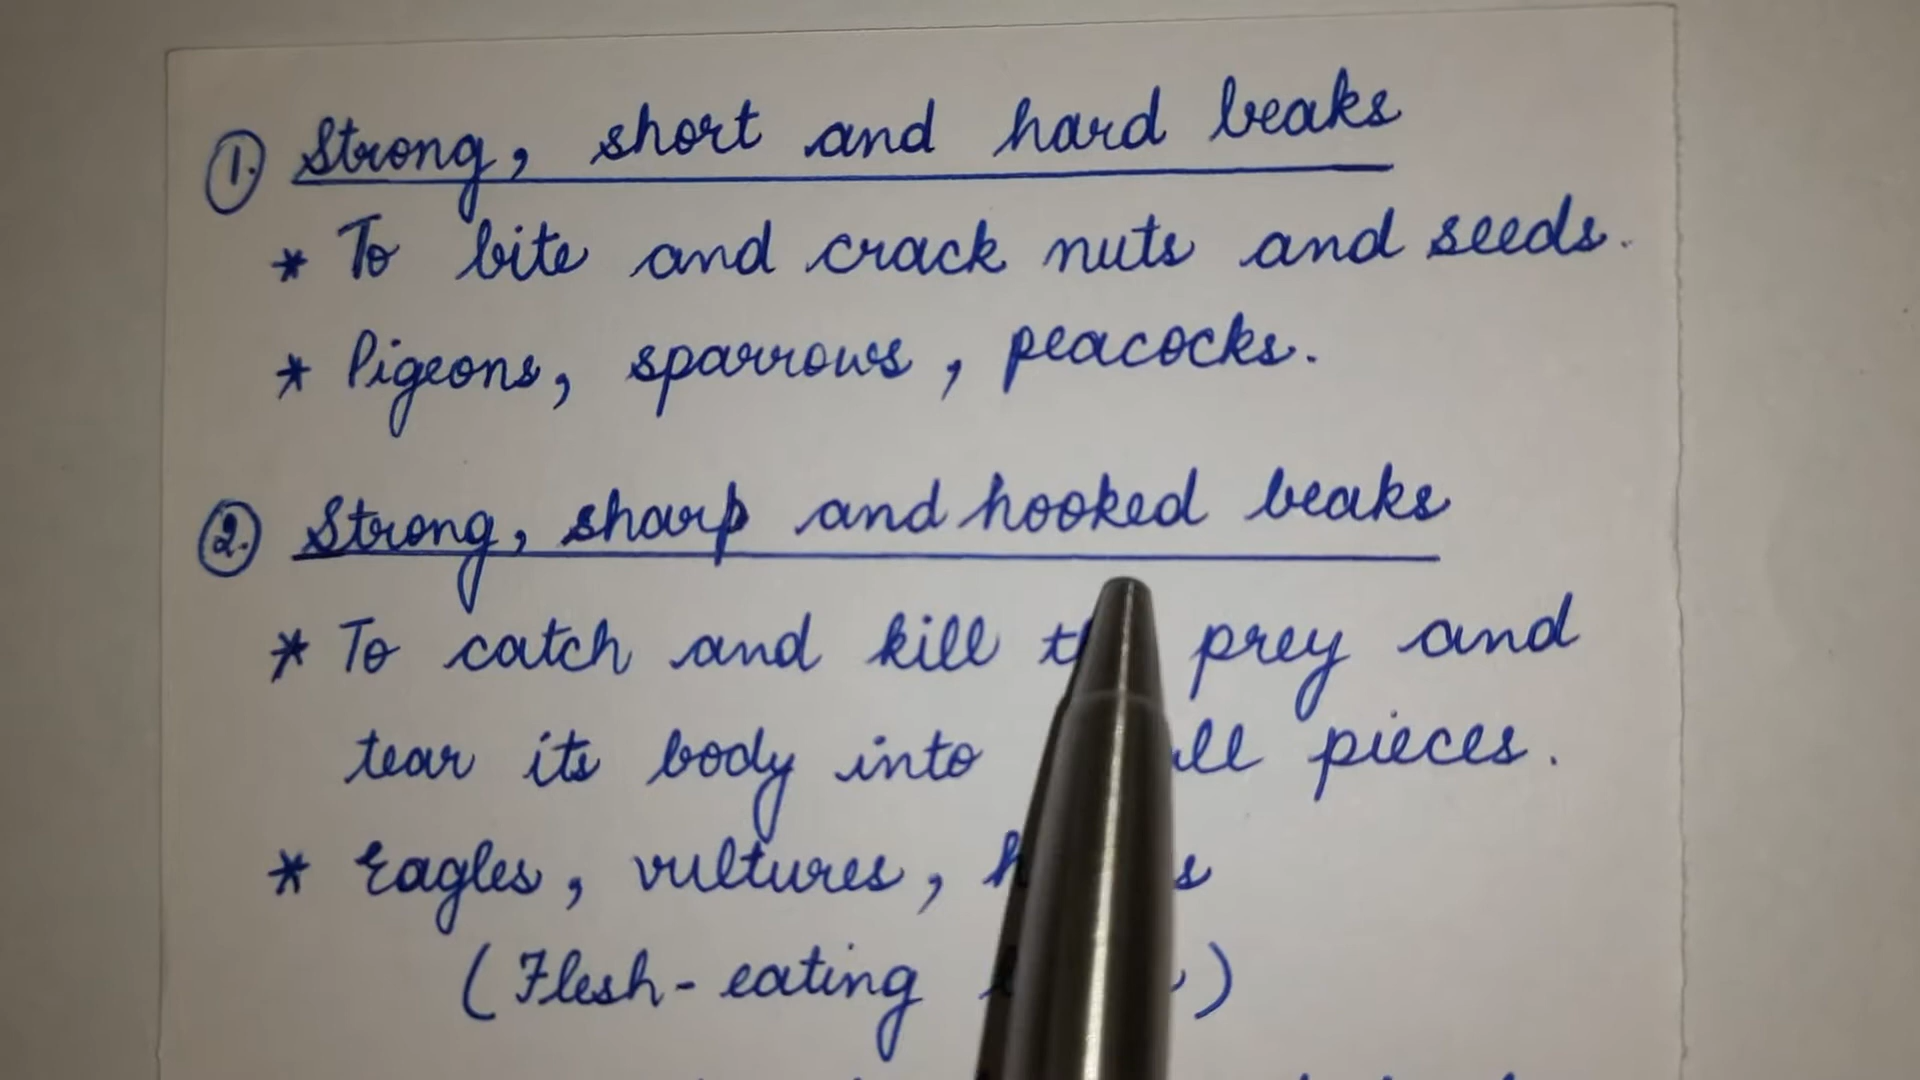 1. Strong, short and hard beaks
* To bite and crack nuts and seeds.
* Pigeons, sparrows, peacocks.
2. Strong, sharp and hooked beaks
* To catch and kill prey and
tear its body into pieces.
* Eagles, vultures,
(Flesh-eating )